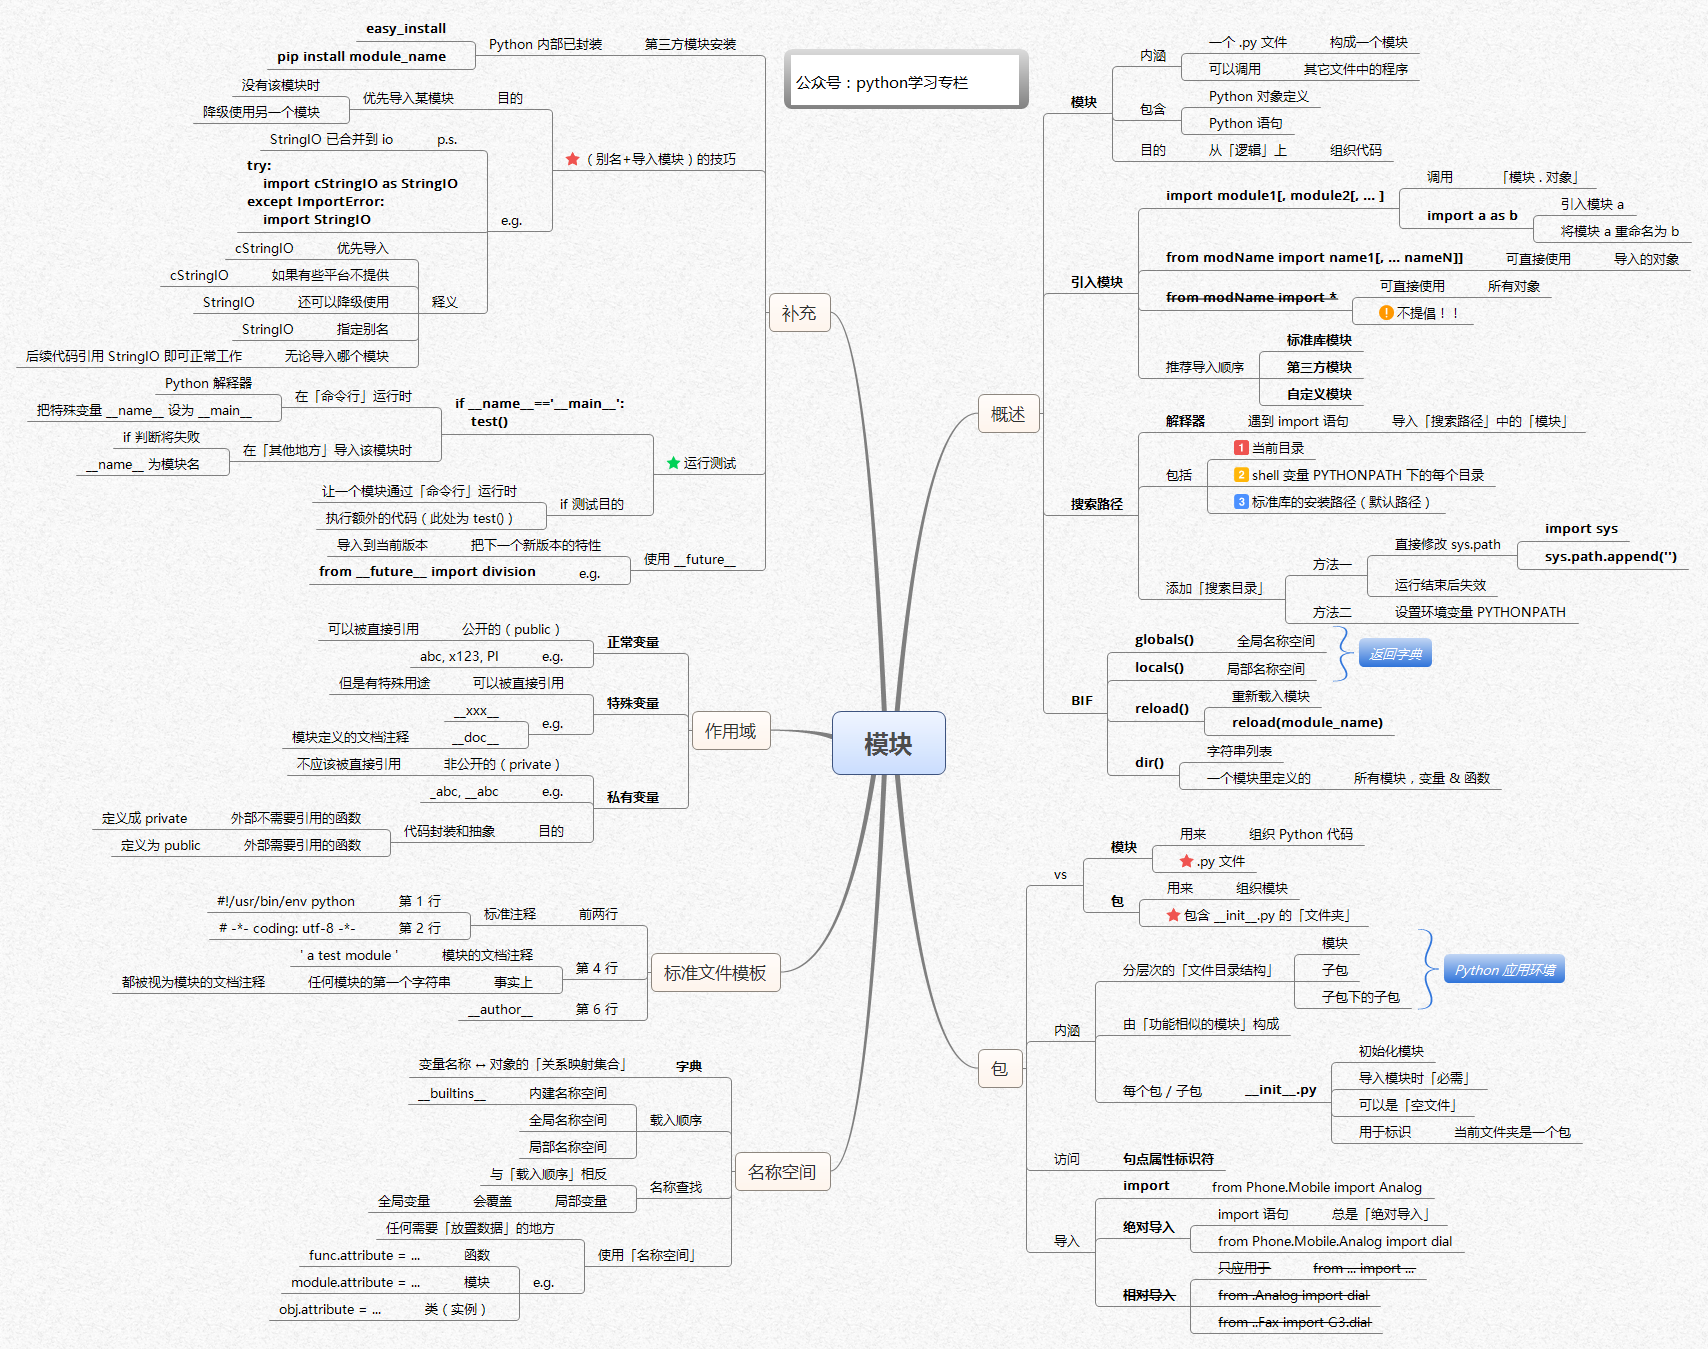 公众号：python学习专栏
模块
概述
模块
内涵
一个 .py 文件
构成一个模块
可以调用
其它文件中的程序
包含
Python 对象定义
Python 语句
目的
从「逻辑」上
组织代码
引入模块
import module1[, module2[, ... ]
调用
「模块 . 对象」
import a as b
引入模块 a
将模块 a 重命名为 b
from modName import name1[, ... nameN]]
可直接使用
导入的对象
from modName import *
可直接使用
所有对象
不提倡！！
推荐导入顺序
标准库模块
第三方模块
自定义模块
搜索路径
解释器
遇到 import 语句
导入「搜索路径」中的「模块」
包括
1 当前目录
2 shell 变量 PYTHONPATH 下的每个目录
3 标准库的安装路径（默认路径）
添加「搜索目录」
方法一
直接修改 sys.path
import sys
sys.path.append('')
运行结束后失效
方法二
设置环境变量 PYTHONPATH
BIF
globals()
全局名称空间
locals()
局部名称空间
返回字典
reload()
重新载入模块
reload(module_name)
dir()
字符串列表
一个模块里定义的
所有模块，变量 & 函数
包
vs
模块
用来
组织 Python 代码
.py 文件
包
用来
组织模块
包含 __init__.py 的「文件夹」
内涵
分层次的「文件目录结构」
模块
子包
子包下的子包
Python 应用环境
由「功能相似的模块」构成
每个包 / 子包
__init__.py
初始化模块
导入模块时「必需」
可以是「空文件」
用于标识
当前文件夹是一个包
访问
句点属性标识符
导入
import
from Phone.Mobile import Analog
绝对导入
import 语句
总是「绝对导入」
from Phone.Mobile.Analog import dial
相对导入
只应用于
from ... import ...
from .Analog import dial
from ..Fax import G3.dial
补充
第三方模块安装
Python 内部已封装
easy_install
pip install module_name
（别名+导入模块）的技巧
目的
优先导入某模块
没有该模块时
降级使用另一个模块
e.g.
p.s.
StringIO 已合并到 io
try:
import cStringIO as StringIO
except ImportError:
import StringIO
释义
优先导入
cStringIO
如果有些平台不提供
cStringIO
还可以降级使用
StringIO
指定别名
StringIO
无论导入哪个模块
后续代码引用 StringIO 即可正常工作
运行测试
if __name__=='__main__':
test()
在「命令行」运行时
Python 解释器
把特殊变量 __name__ 设为 __main__
在「其他地方」导入该模块时
if 判断将失败
__name__ 为模块名
if 测试目的
让一个模块通过「命令行」运行时
执行额外的代码（此处为 test()）
使用 __future__
把下一个新版本的特性
导入到当前版本
e.g.
from __future__ import division
作用域
正常变量
公开的（public）
可以被直接引用
e.g.
abc, x123, PI
特殊变量
可以被直接引用
但是有特殊用途
e.g.
__xxx__
__doc__
模块定义的文档注释
私有变量
非公开的（private）
不应该被直接引用
e.g.
_abc, __abc
目的
代码封装和抽象
外部不需要引用的函数
定义成 private
外部需要引用的函数
定义为 public
标准文件模板
前两行
标准注释
第 1 行
#!/usr/bin/env python
第 2 行
# -*- coding: utf-8 -*-
第 4 行
模块的文档注释
' a test module '
事实上
任何模块的第一个字符串
都被视为模块的文档注释
第 6 行
__author__
名称空间
字典
变量名称 ↔ 对象的「关系映射集合」
载入顺序
内建名称空间
__builtins__
全局名称空间
局部名称空间
名称查找
与「载入顺序」相反
局部变量
会覆盖
全局变量
使用「名称空间」
任何需要「放置数据」的地方
e.g.
函数
func.attribute = ...
模块
module.attribute = ...
类（实例）
obj.attribute = ...